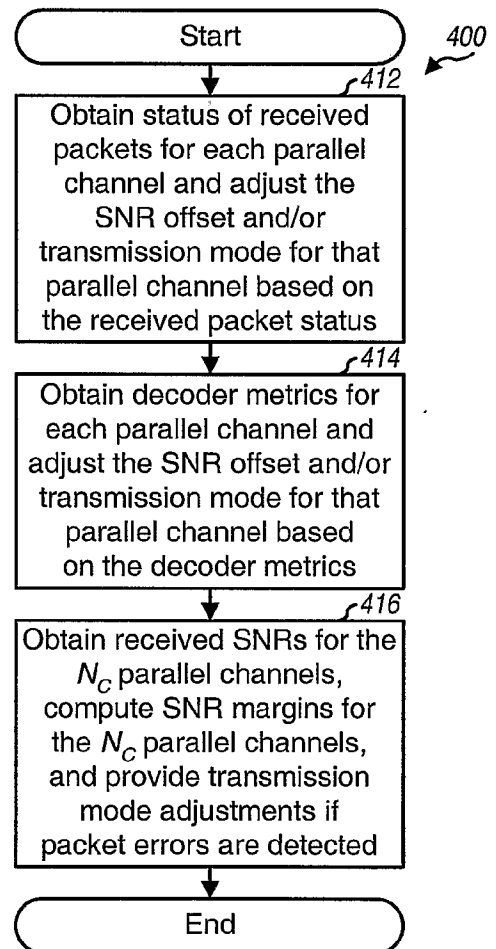 Start
400
412
Obtain status of received
packets for each parallel
channel and adjust the
SNR offset and/or
transmission mode for that
parallel channel based on
the received packet status
414
Obtain decoder metrics for
each parallel channel and
adjust the SNR offset and/or
transmission mode for that
parallel channel based
on the decoder metrics
416
Obtain received SNRs for the
N_C parallel channels,
compute SNR margins for
the N_C parallel channels,
and provide transmission
mode adjustments if
packet errors are detected
End